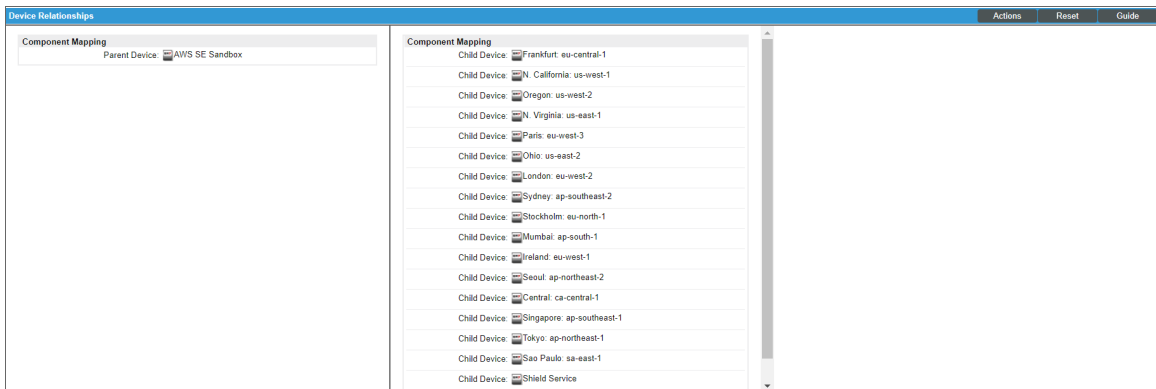 Device Relationships
Actions
Reset
Guide
Component Mapping
Parent Device: AWS SE Sandbox
Component Mapping
Child Device: Frankfurt: eu-central-1
Child Device: N. California: us-west-1
Child Device: Oregon: us-west-2
Child Device: N. Virginia: us-east-1
Child Device: Paris: eu-west-3
Child Device: Ohio: us-east-2
Child Device: London: eu-west-2
Child Device: Sydney: ap-southeast-2
Child Device: Stockholm: eu-north-1
Child Device: Mumbai: ap-south-1
Child Device: Ireland: eu-west-1
Child Device: Seoul: ap-northeast-2
Child Device: Central: ca-central-1
Child Device: Singapore: ap-southeast-1
Child Device: Tokyo: ap-northeast-1
Child Device: Sao Paulo: sa-east-1
Child Device: Shield Service